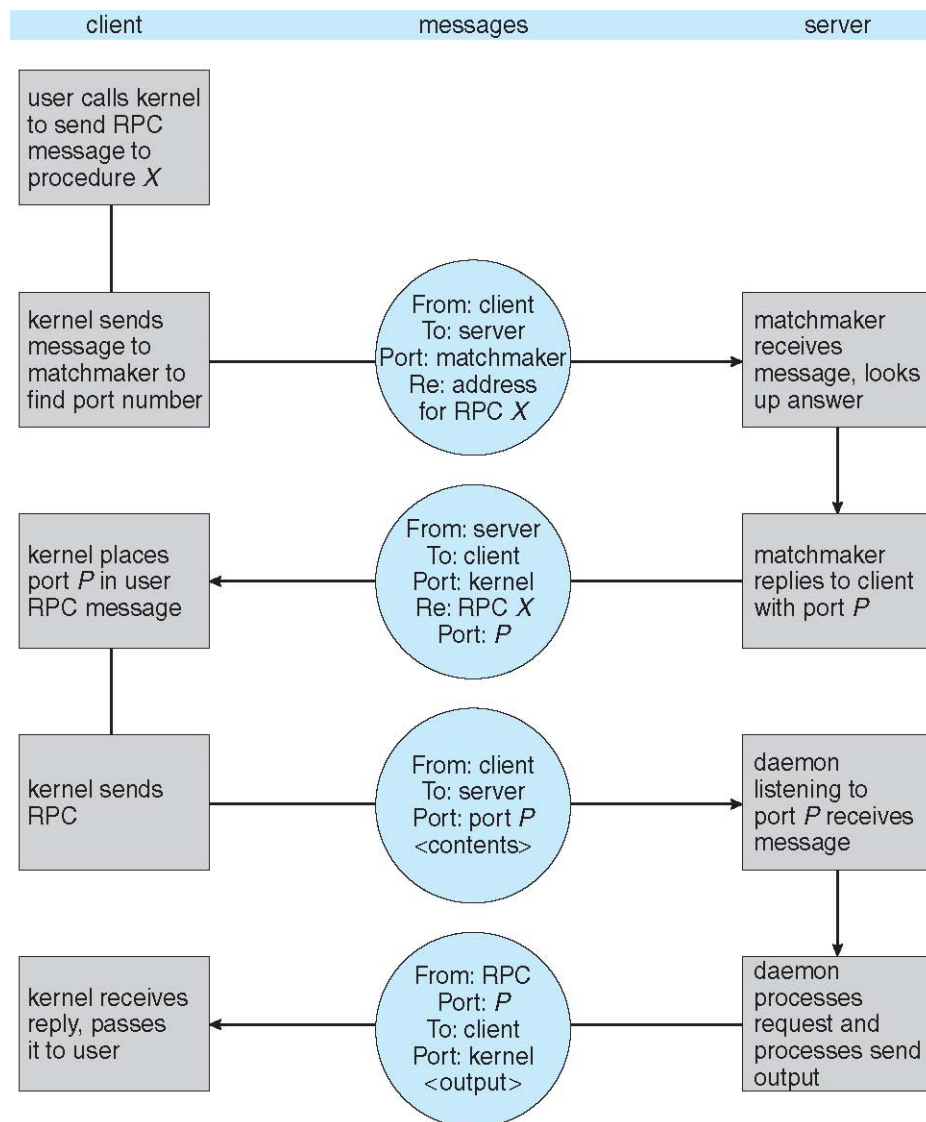 client
messages
server
user calls kernel
to send RPC
message to
procedure X
kernel sends
message to
matchmaker to
find port number
From: client
To: server
Port: matchmaker
Re: address
for RPC X
matchmaker
receives
message, looks
up answer
kernel places
port P in user
RPC message
From: server
To: client
Port: kernel
Re: RPC X
Port: P
matchmaker
replies to client
with port P
kernel sends
RPC
From: client
To: server
Port: port P
<contents>
daemon
listening to
port P receives
message
kernel receives
reply, passes
it to user
From: RPC
Port: P
To: client
Port: kernel
<output>
daemon
processes
request and
processes send
output